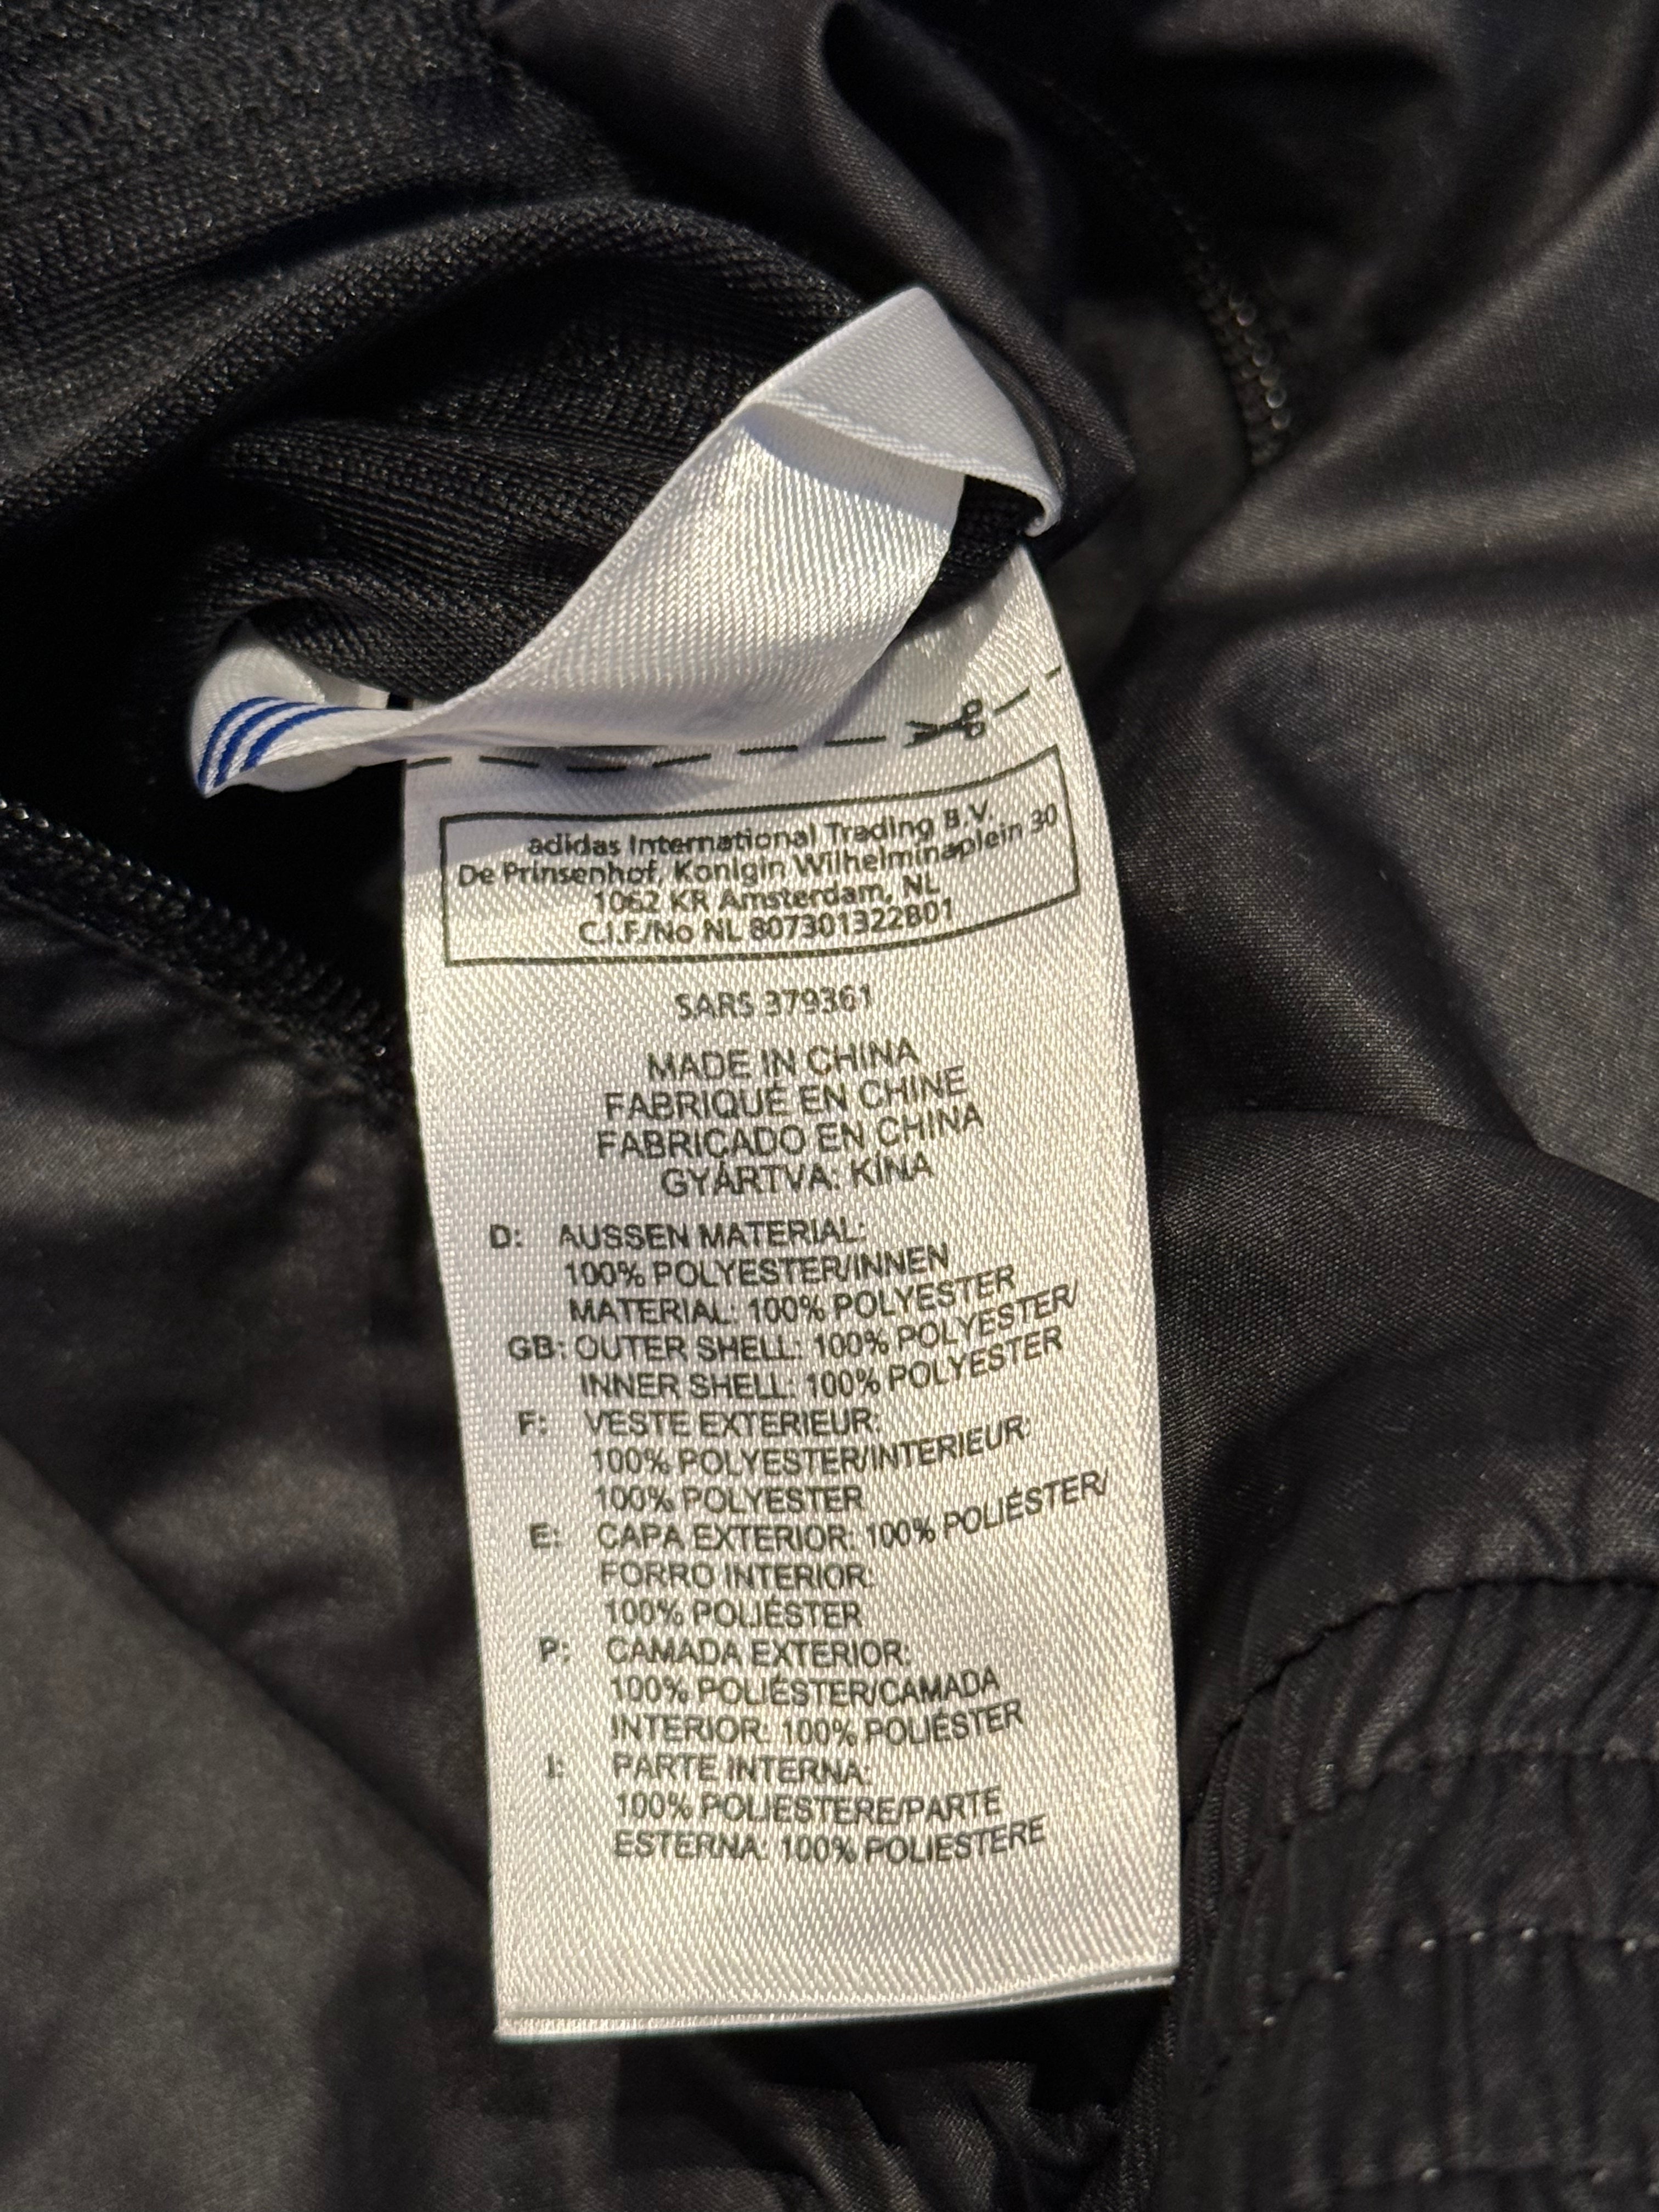 adidas International Trading B.V.
De Prinsenhof, Konigin Wilhelminaplein 30
1062 KR Amsterdam, NL
C.I.F./No NL 807301322B01
SARS 379361
MADE IN CHINA
FABRIQUÉ EN CHINE
FABRICADO EN CHINA
GYÁRTVA: KÍNA
D: AUSSEN MATERIAL:
100% POLYESTER/INNEN
MATERIAL: 100% POLYESTER
GB: OUTER SHELL: 100% POLYESTER/
INNER SHELL: 100% POLYESTER
F: VESTE EXTERIEUR:
100% POLYESTER/INTERIEUR:
100% POLYESTER
E: CAPA EXTERIOR: 100% POLIÉSTER/
FORRO INTERIOR:
100% POLIÉSTER
P: CAMADA EXTERIOR:
100% POLIÉSTER/CAMADA
INTERIOR: 100% POLIÉSTER
I: PARTE INTERNA:
100% POLIESTERE/PARTE
ESTERNA: 100% POLIESTERE